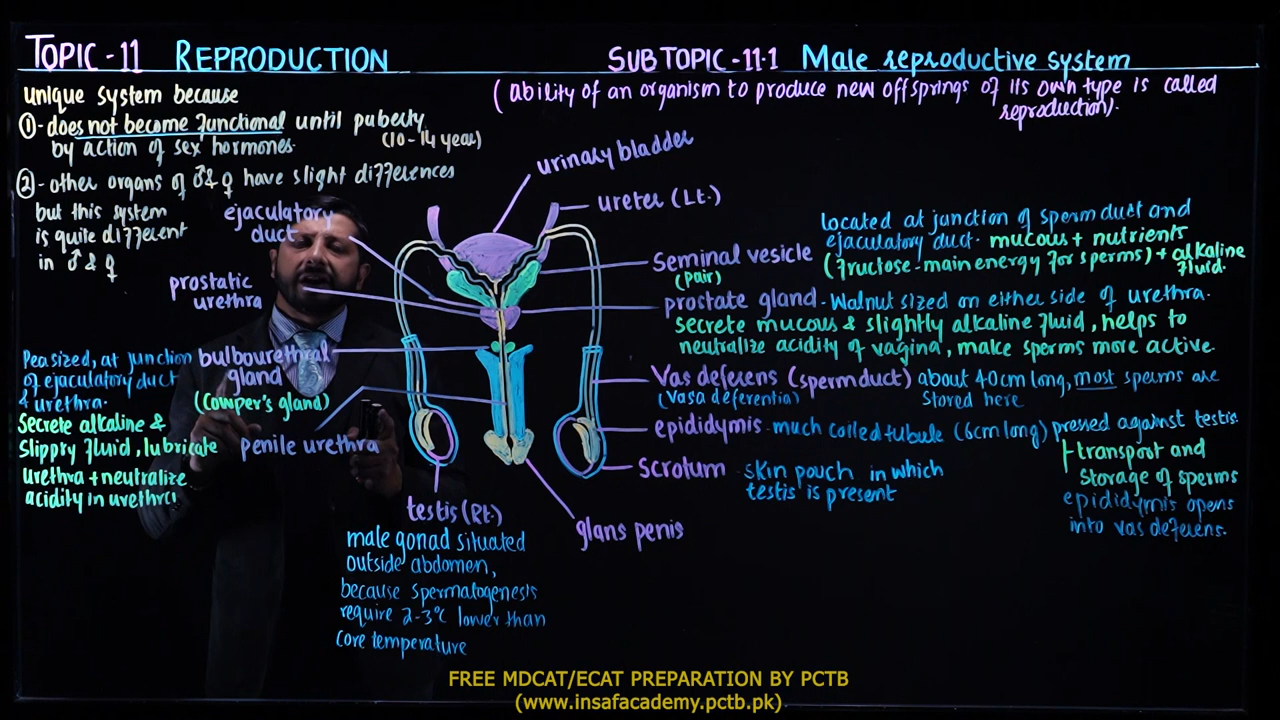 TOPIC-11 REPRODUCTION
SUBTOPIC-11.1 Male reproductive system
(ability of an organism to produce new offsprings of its own type is called
reproduction).
unique system because
①-does not become functional until puberty
(10-14 year)
by action of sex hormones.
②-other organs of ♂ & ♀ have slight differences
but this system
is quite different
in ♂ & ♀
ejaculatory
duct
prostatic
urethra
bulbourethral
gland
(Cowper's gland)
Pea sized, at junction
of ejaculatory duct
& urethra.
Secrete alkaline &
Slippry fluid, lubricate
urethra + neutralize
acidity in urethra
penile urethra
testis (Rt.)
male gonad situated
outside abdomen,
because spermatogenesis
require 2-3°C lower than
core temperature
urinary bladder
ureter (Lt.)
Seminal vesicle
(pair)
Located at junction of sperm duct and
ejaculatory duct. mucous + nutrients
(fructose-main energy for sperms) + alkaline
fluid.
prostate gland - Walnut sized on either side of urethra.
Secrete mucous & slightly alkaline fluid, helps to
neutralize acidity of vagina, make sperms more active.
Vas deferens (sperm duct) about 40cm long, most sperms are
(Vasa deferentia) Stored here
epididymis - much coiled tubule (6cm long) pressed against testis.
transpost and
Storage of sperms
epididymis opens
into vas deferens.
Scrotum - skin pouch in which
testis is present
glans penis
FREE MDCAT/ECAT PREPARATION BY PCTB
(www.insafacademy.pctb.pk)